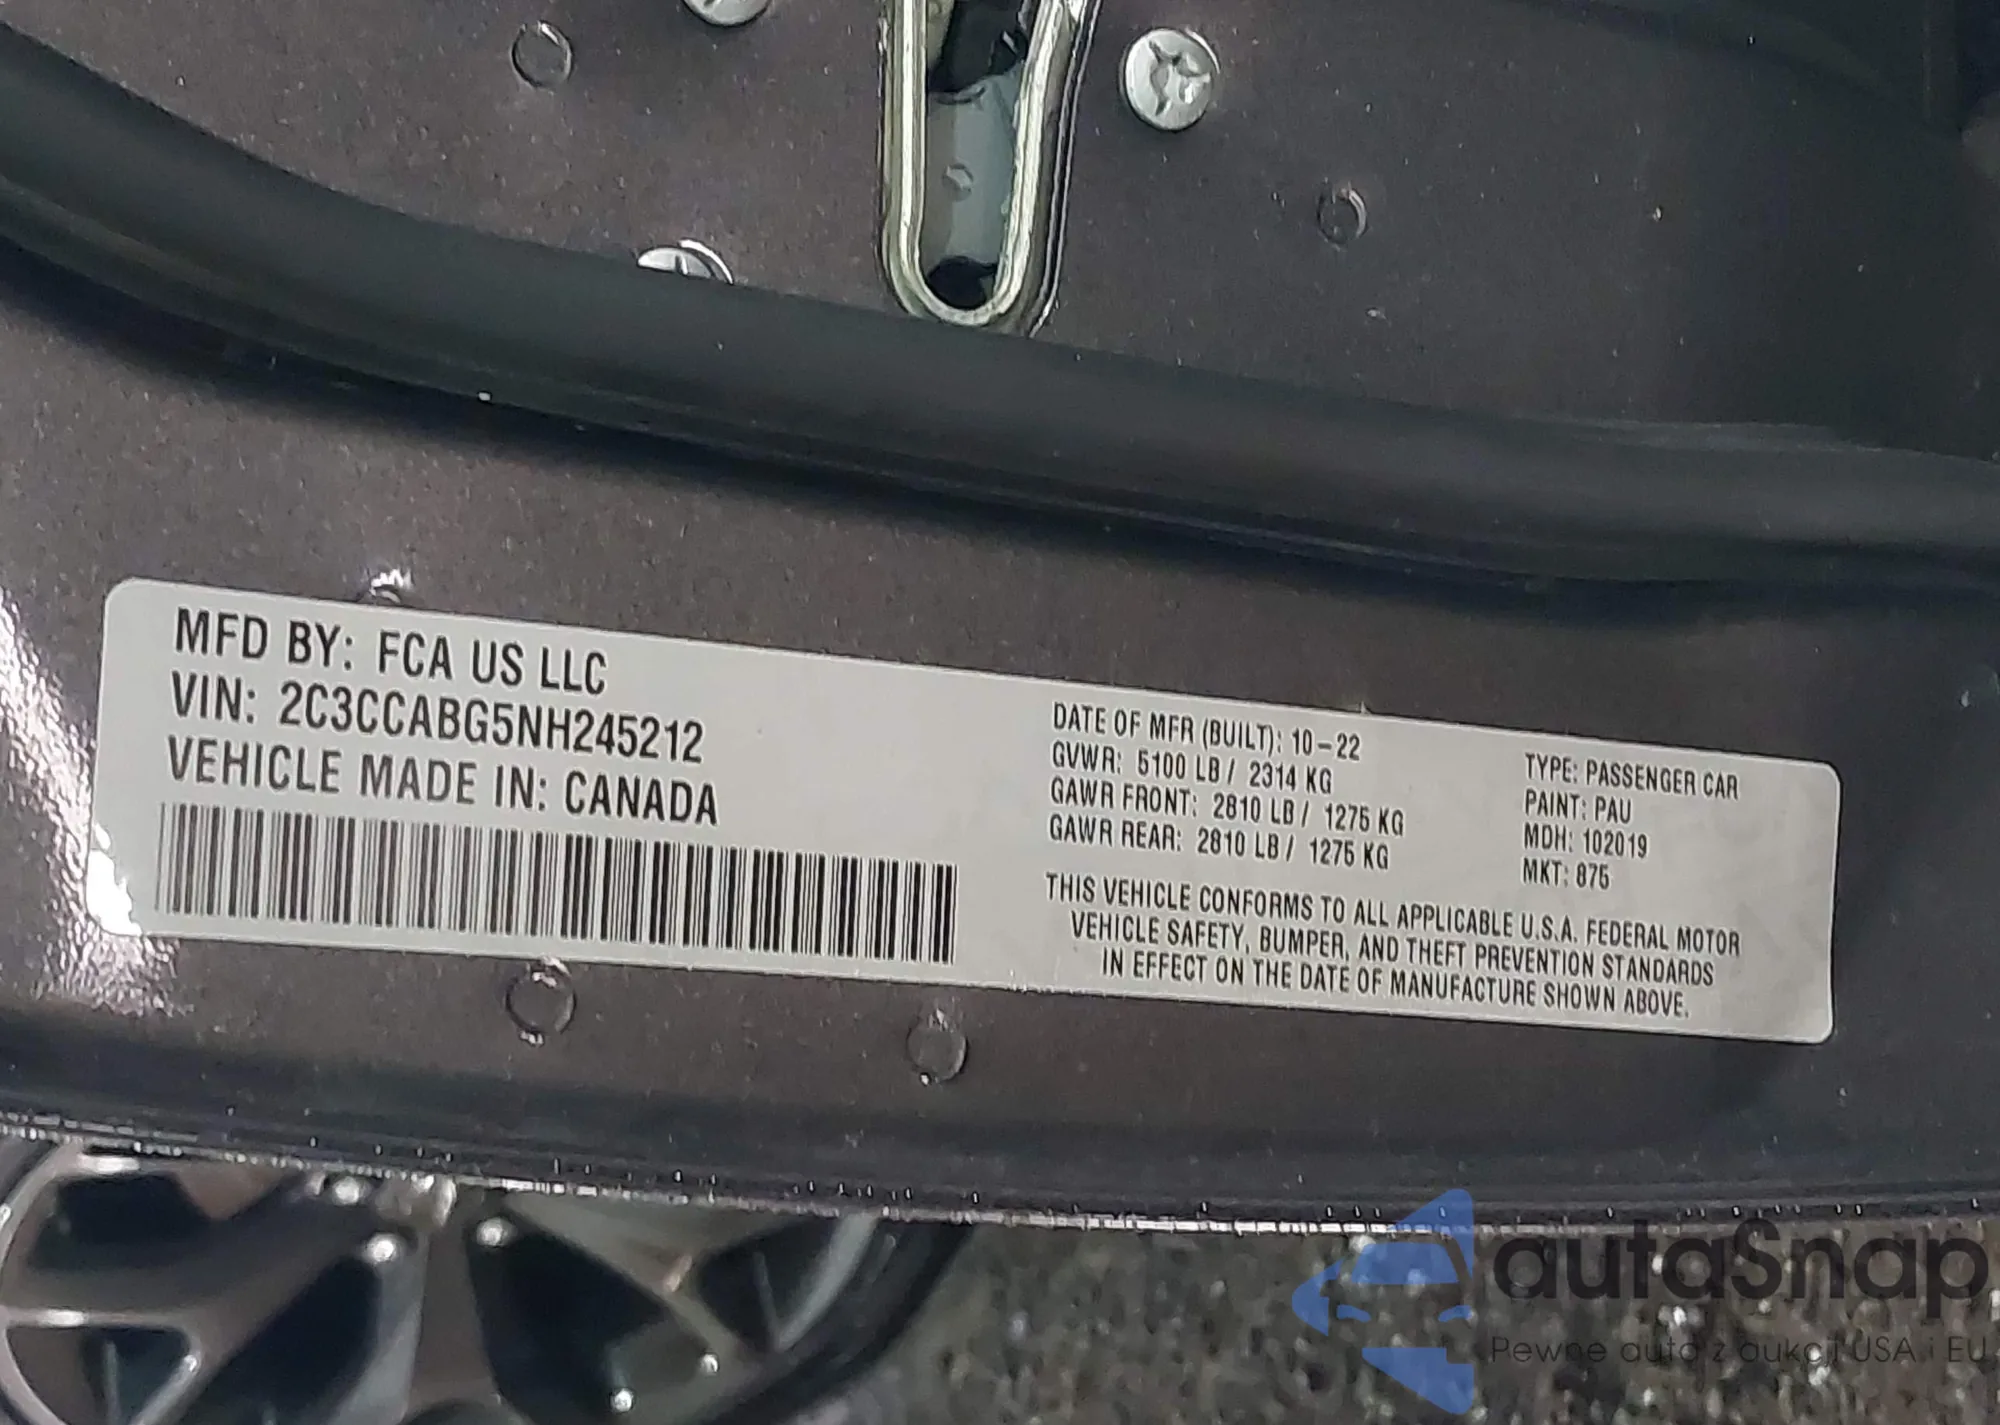 MFD BY: FCA US LLC
VIN: 2C3CCABG5NH245212
VEHICLE MADE IN: CANADA
DATE OF MFR (BUILT): 10-22
GVWR: 5100 LB / 2314 KG
GAWR FRONT: 2810 LB / 1275 KG
GAWR REAR: 2810 LB / 1275 KG
TYPE: PASSENGER CAR
PAINT: PAU
MDH: 102019
MKT: 875
THIS VEHICLE CONFORMS TO ALL APPLICABLE U.S.A. FEDERAL MOTOR
VEHICLE SAFETY, BUMPER, AND THEFT PREVENTION STANDARDS
IN EFFECT ON THE DATE OF MANUFACTURE SHOWN ABOVE.
autaSnap
Pewne auta z aukcji USA i EU